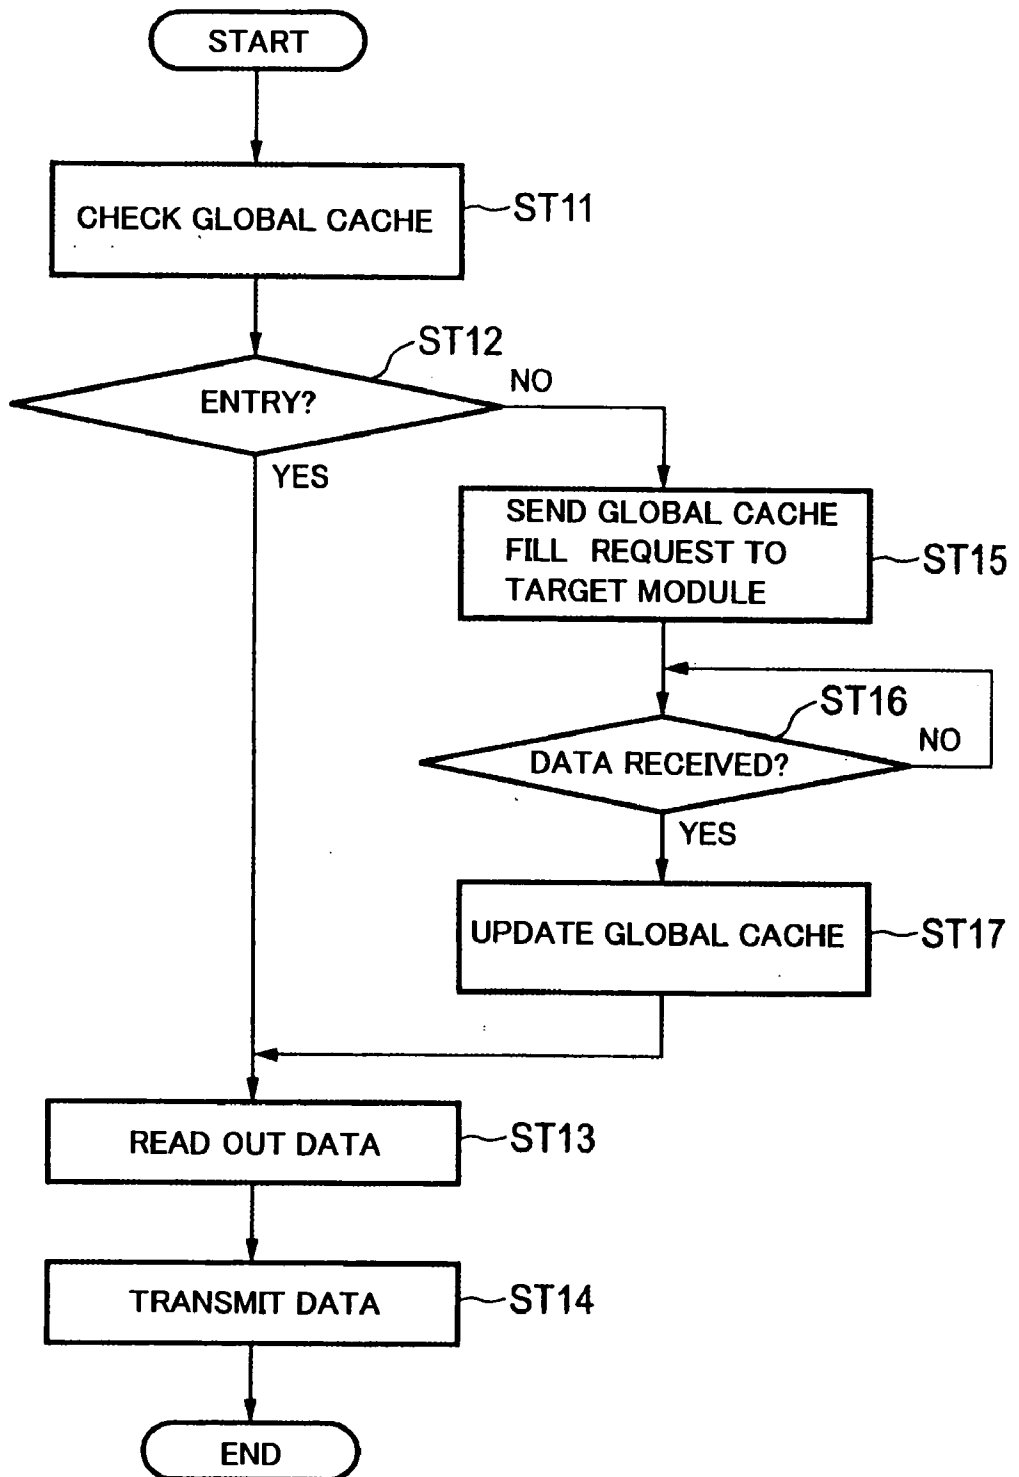 START
CHECK GLOBAL CACHE
ST11
ST12
ENTRY?
NO
YES
SEND GLOBAL CACHE
FILL REQUEST TO
TARGET MODULE
ST15
ST16
DATA RECEIVED?
NO
YES
UPDATE GLOBAL CACHE
ST17
READ OUT DATA
ST13
TRANSMIT DATA
ST14
END